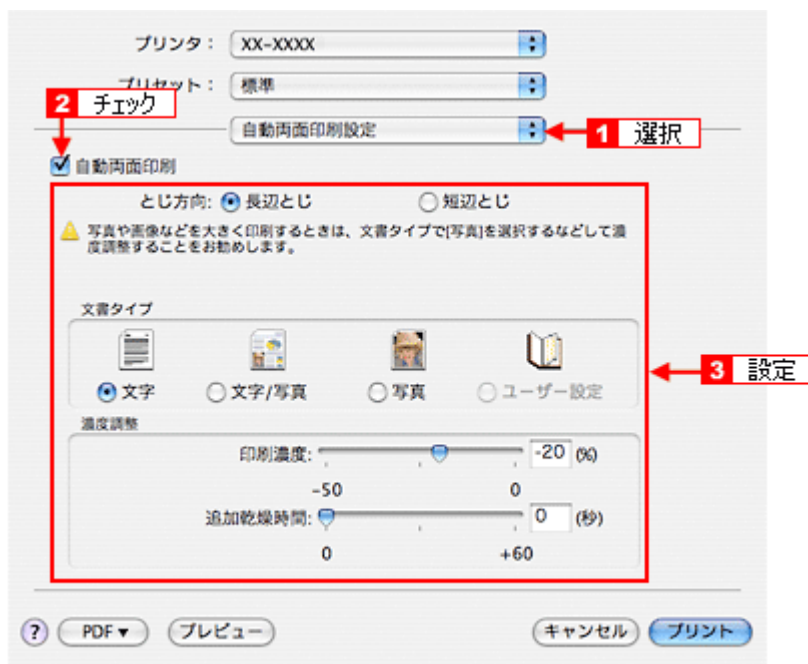 プリンタ： XX-XXXX
プリセット： 標準
2 チェック
自動両面印刷設定
1 選択
自動両面印刷
とじ方向: 長辺とじ 短辺とじ
写真や画像などを大きく印刷するときは、文書タイプで[写真]を選択するなどして濃
度調整することをお勧めします。
文書タイプ
文字 文字/写真 写真 ユーザー設定
3 設定
濃度調整
印刷濃度: -20 (%)
-50 0
追加乾燥時間: 0 (秒)
0 +60
? PDF▼ プレビュー キャンセル プリント